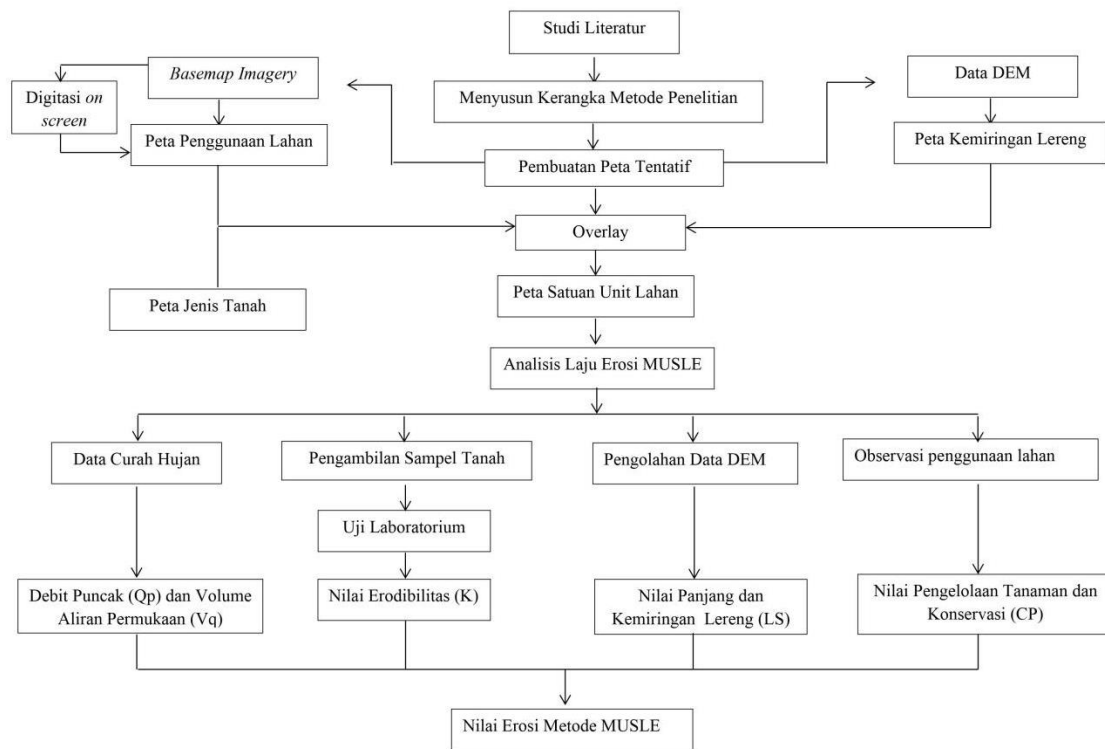 Studi Literatur
Basemap Imagery
Data DEM
Digitasi on
screen
Menyusun Kerangka Metode Penelitian
Peta Penggunaan Lahan
Peta Kemiringan Lereng
Pembuatan Peta Tentatif
Overlay
Peta Jenis Tanah
Peta Satuan Unit Lahan
Analisis Laju Erosi MUSLE
Data Curah Hujan
Pengambilan Sampel Tanah
Pengolahan Data DEM
Observasi penggunaan lahan
Uji Laboratorium
Debit Puncak (Qp) dan Volume
Aliran Permukaan (Vq)
Nilai Erodibilitas (K)
Nilai Panjang dan
Kemiringan Lereng (LS)
Nilai Pengelolaan Tanaman dan
Konservasi (CP)
Nilai Erosi Metode MUSLE